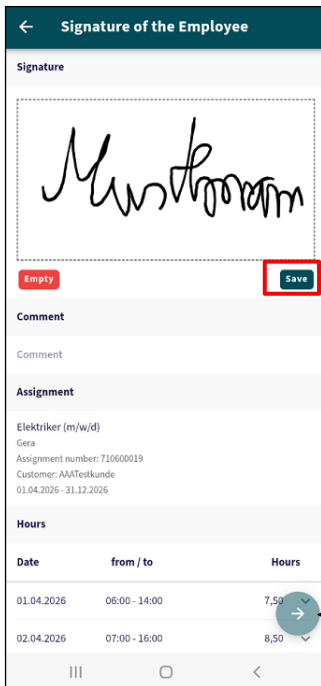 Signature of the Employee
Signature
Mustmann
Empty Save
Comment
Comment
Assignment
Elektriker (m/w/d)
Gera
Assignment number: 710600019
Customer: AAATestkunde
01.04.2026 - 31.12.2026
Hours
Date from / to Hours
01.04.2026 06:00 - 14:00 7,50
02.04.2026 07:00 - 16:00 8,50